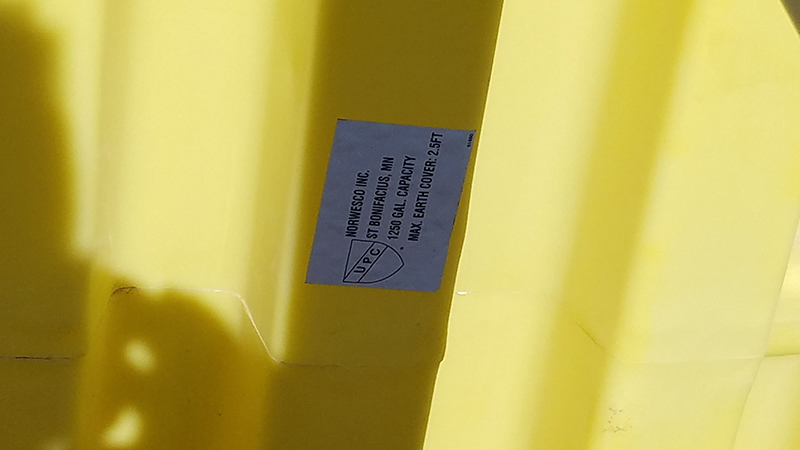 NORWESCO INC.
ST BONIFACIUS, MN
1250 GAL. CAPACITY
MAX. EARTH COVER: 2.5FT
UPC